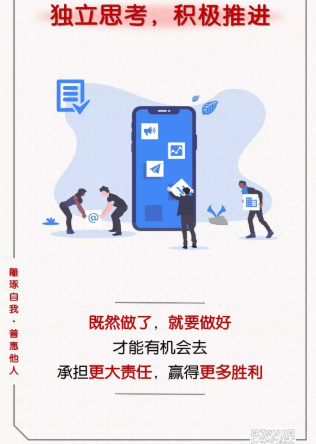 独立思考，积极推进
@
雕琢自我·普惠他人
既然做了，就要做好
才能有机会去
承担更大责任，赢得更多胜利